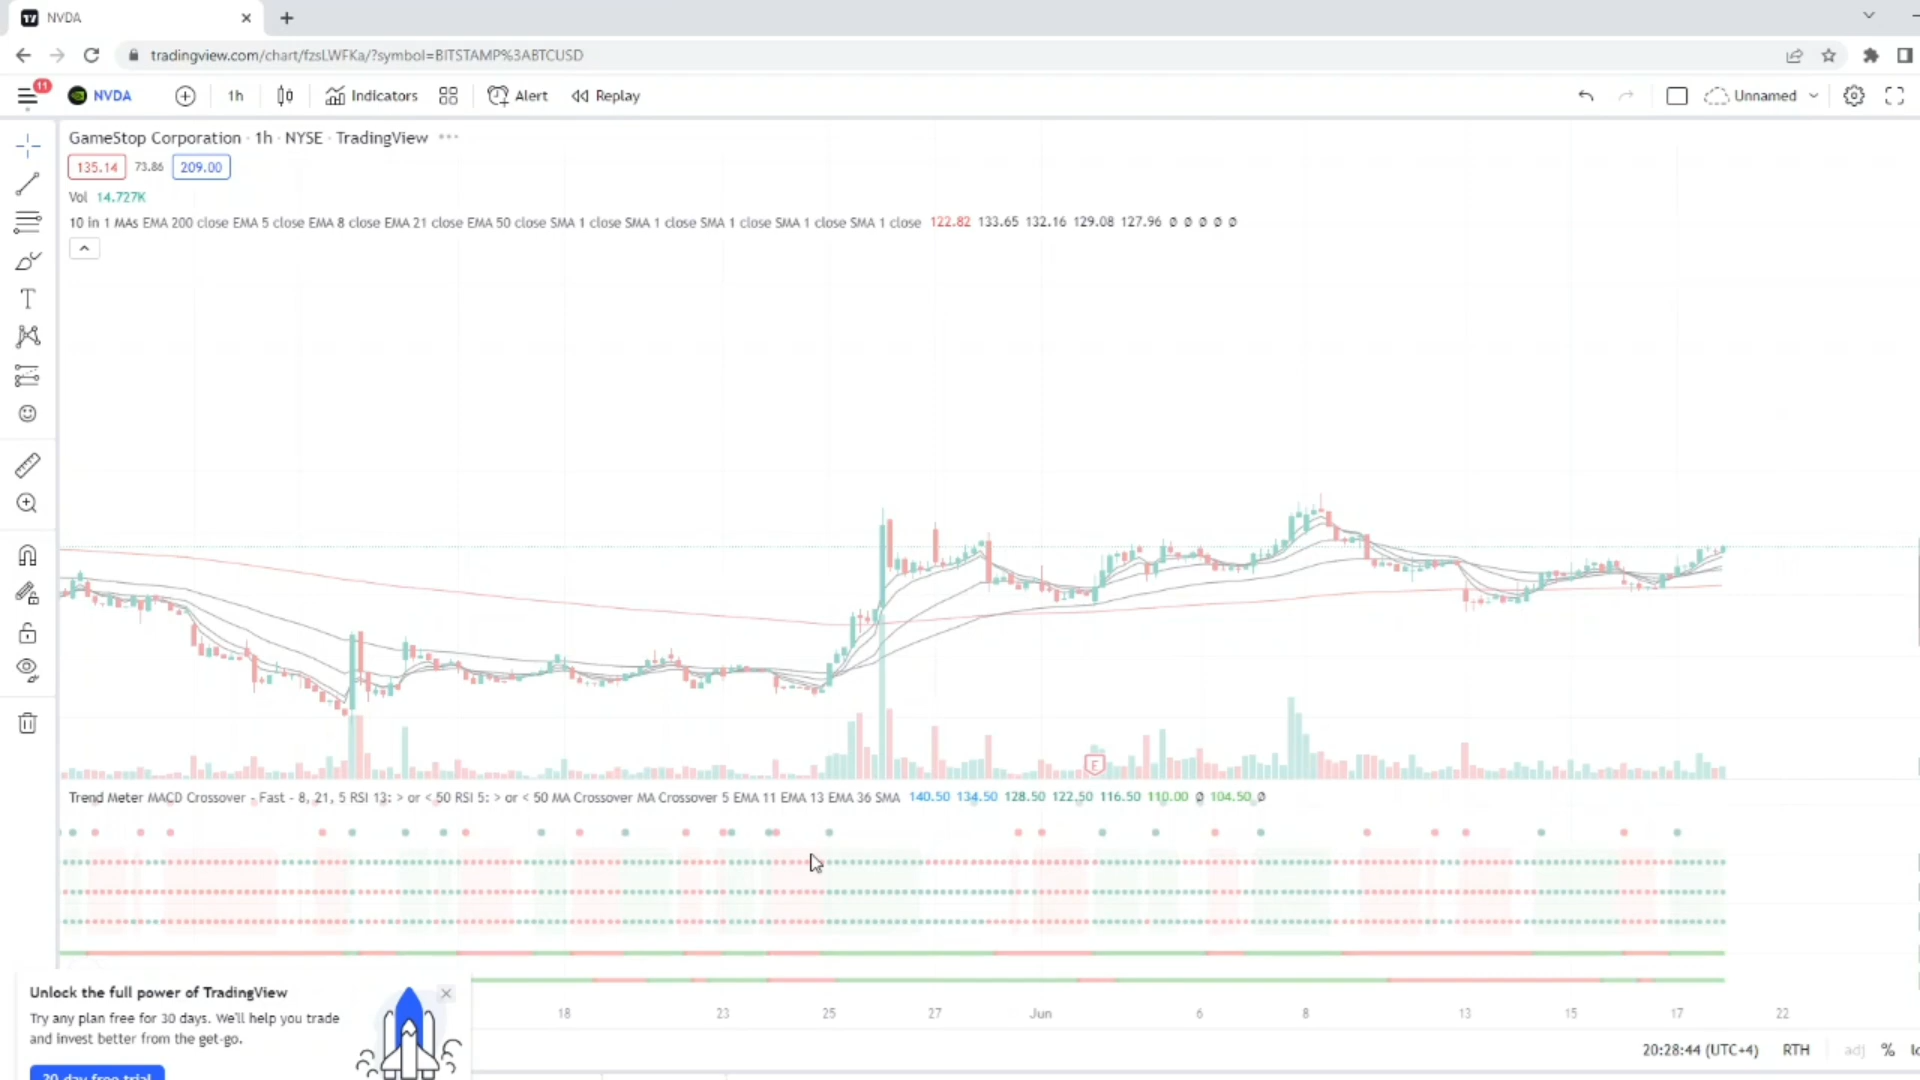 NVDA
tradingview.com/chart/fzsLWFKa/?symbol=BITSTAMP%3ABTCUSD
11
NVDA 1h Indicators Alert Replay Unnamed
GameStop Corporation · 1h · NYSE · TradingView
135.14 73.86 209.00
Vol 14.727K
10 in 1 MAs EMA 200 close EMA 5 close EMA 8 close EMA 21 close EMA 50 close SMA 1 close SMA 1 close SMA 1 close SMA 1 close SMA 1 close 122.82 133.65 132.16 129.08 127.96 ø ø ø ø ø
E
Trend Meter MACD Crossover - Fast - 8, 21, 5 RSI 13: > or < 50 RSI 5: > or < 50 MA Crossover MA Crossover 5 EMA 11 EMA 13 EMA 36 SMA 140.50 134.50 128.50 122.50 116.50 110.00 ø 104.50 ø
Unlock the full power of TradingView
Try any plan free for 30 days. We'll help you trade
and invest better from the get-go.
30-day free trial
18 23 25 27 Jun 6 8 13 15 17 22
20:28:44 (UTC+4) RTH adj %